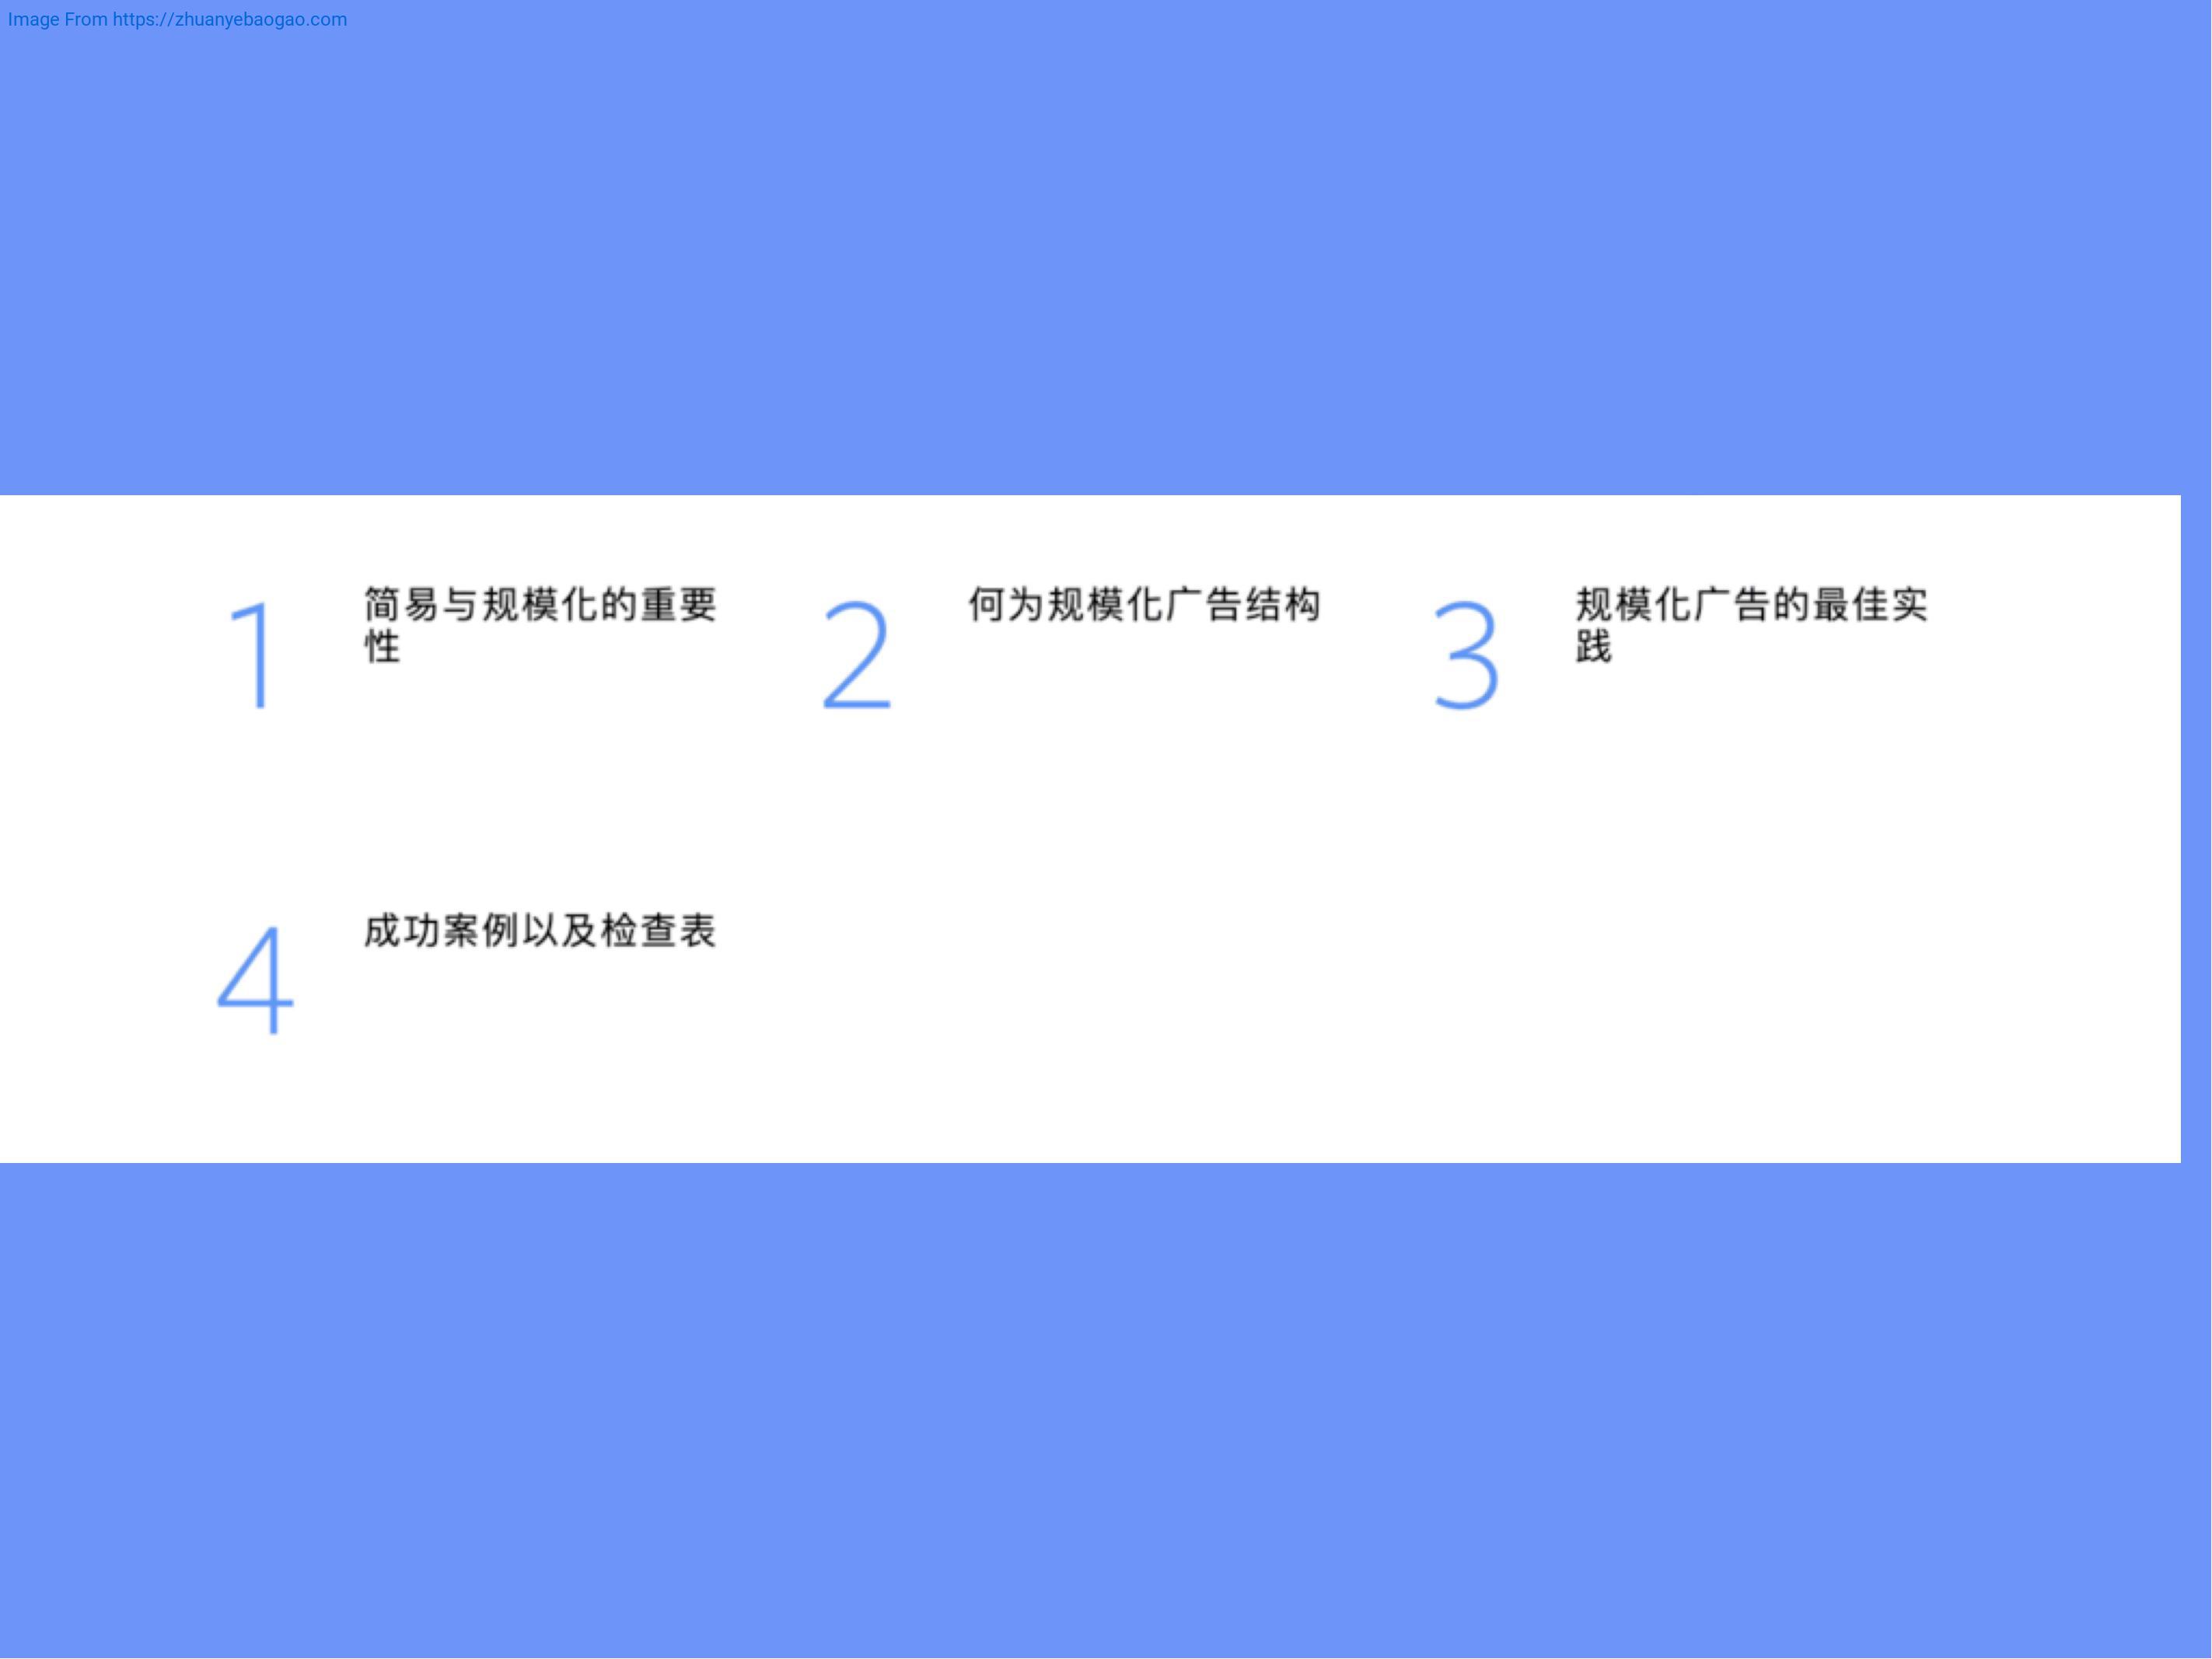 Image From https://zhuanyebaogao.com
1
简易与规模化的重要
性
2
何为规模化广告结构
3
规模化广告的最佳实
践
4
成功案例以及检查表